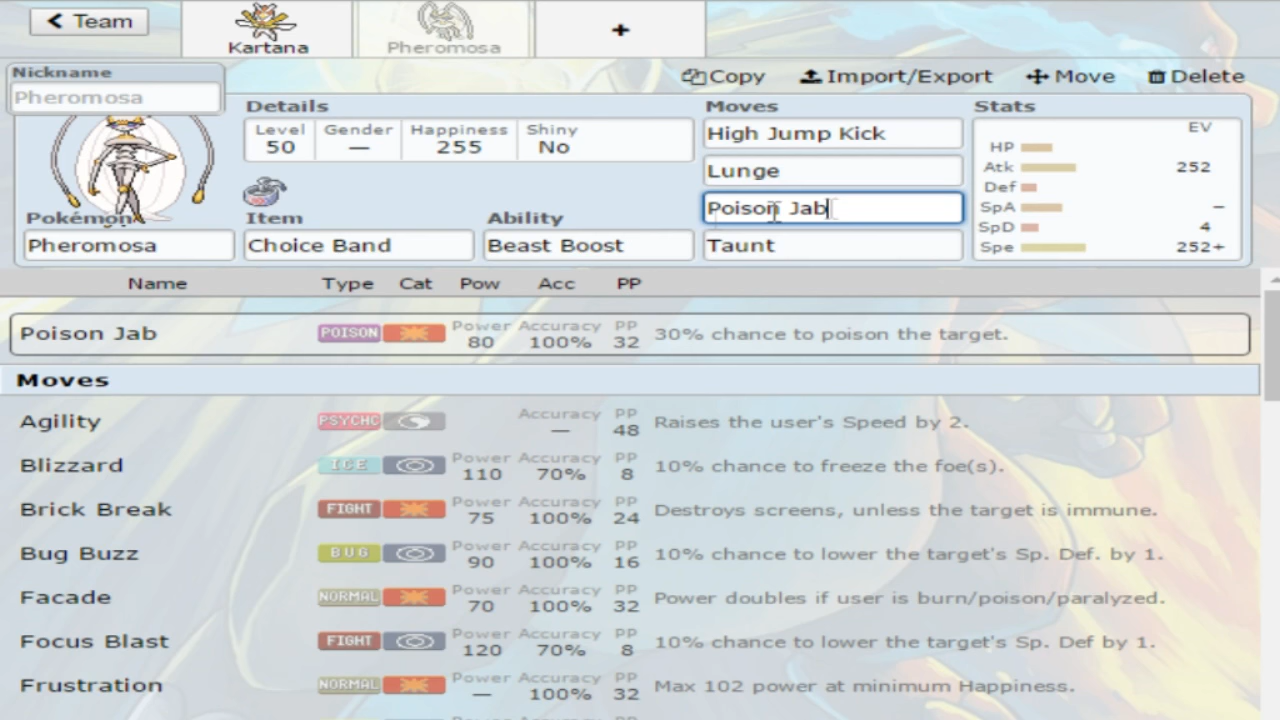 Team
Kartana
Pheromosa
+
Nickname
Pheromosa
Copy
Import/Export
Move
Delete
Details
Moves
Stats
Level
Gender
Happiness
Shiny
50
—
255
No
High Jump Kick
Lunge
Poison Jab
Taunt
EV
HP
Atk 252
Def
SpA –
SpD 4
Spe 252+
Pokémon
Item
Ability
Pheromosa
Choice Band
Beast Boost
Name Type Cat Pow Acc PP
Poison Jab POISON Power 80 Accuracy 100% PP 32 30% chance to poison the target.
Moves
Agility PSYCHC Accuracy — PP 48 Raises the user's Speed by 2.
Blizzard ICE Power 110 Accuracy 70% PP 8 10% chance to freeze the foe(s).
Brick Break FIGHT Power 75 Accuracy 100% PP 24 Destroys screens, unless the target is immune.
Bug Buzz BUG Power 90 Accuracy 100% PP 16 10% chance to lower the target's Sp. Def. by 1.
Facade NORMAL Power 70 Accuracy 100% PP 32 Power doubles if user is burn/poison/paralyzed.
Focus Blast FIGHT Power 120 Accuracy 70% PP 8 10% chance to lower the target's Sp. Def by 1.
Frustration NORMAL Power — Accuracy 100% PP 32 Max 102 power at minimum Happiness.
Power Accuracy PP